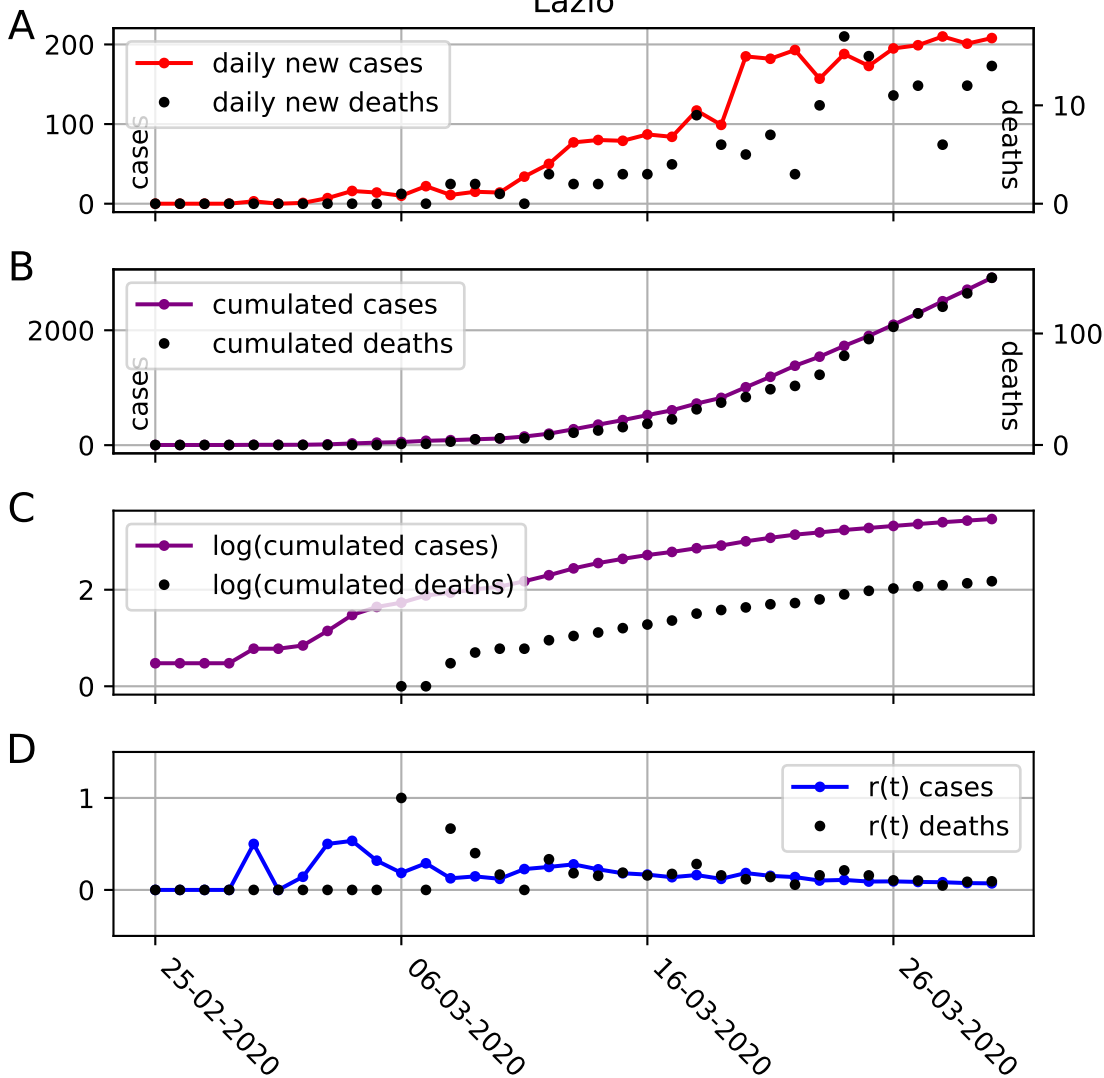 Lazio
A
200
100
0
cases
daily new cases
daily new deaths
10
0
deaths
B
2000
0
cases
cumulated cases
cumulated deaths
100
0
deaths
C
2
0
log(cumulated cases)
log(cumulated deaths)
D
1
0
r(t) cases
r(t) deaths
25-02-2020
06-03-2020
16-03-2020
26-03-2020